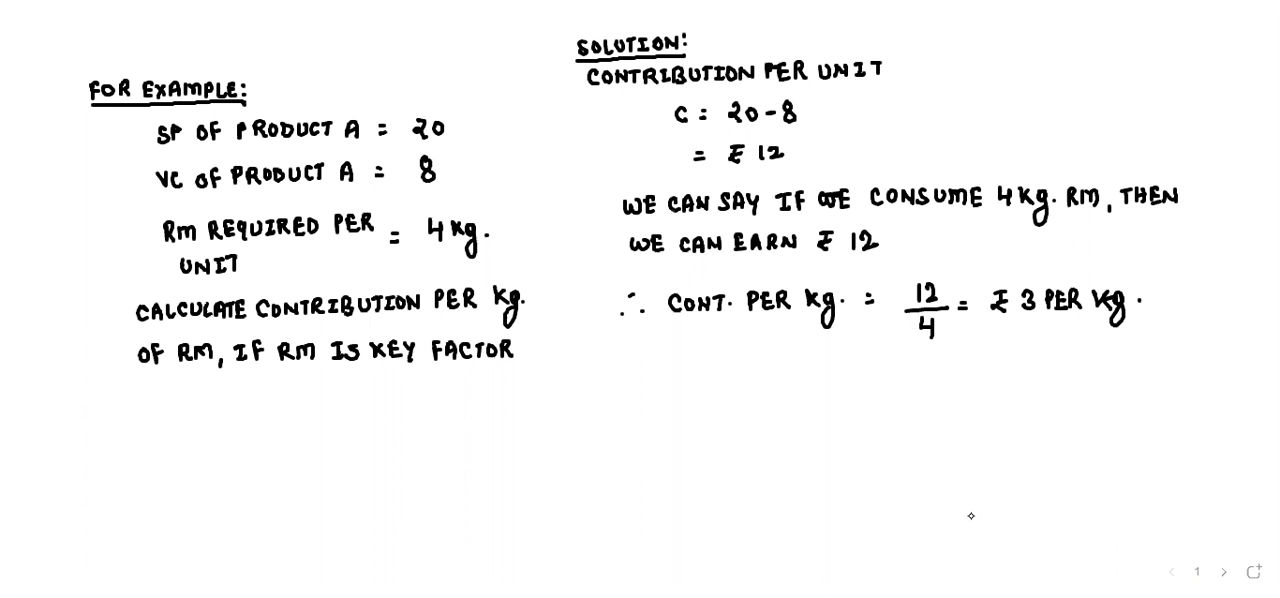 FOR EXAMPLE:
SP OF PRODUCT A = 20
VC OF PRODUCT A = 8
RM REQUIRED PER UNIT = 4 Kg.
CALCULATE CONTRIBUTION PER Kg.
OF RM, IF RM IS KEY FACTOR
SOLUTION:
CONTRIBUTION PER UNIT
C = 20 - 8
= ₹ 12
WE CAN SAY IF WE CONSUME 4 Kg. RM, THEN
WE CAN EARN ₹ 12
∴ CONT. PER Kg. = 12/4 = ₹ 3 PER Kg.
1